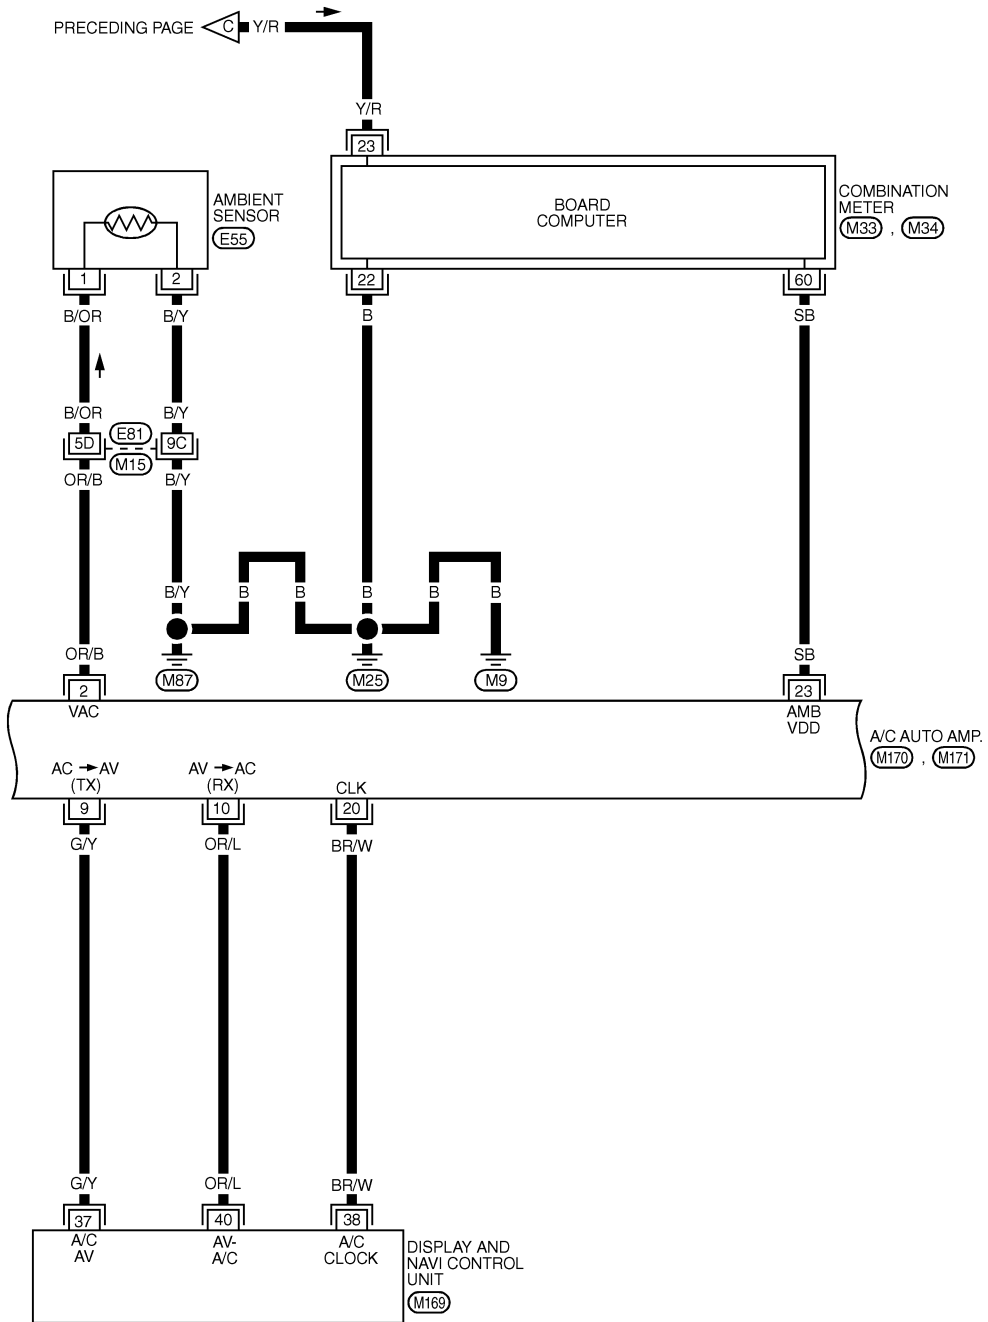 PRECEDING PAGE C Y/R
Y/R
23
AMBIENT
SENSOR
E55
BOARD
COMPUTER
COMBINATION
METER
M33 , M34
1 2 22 60
B/OR B/Y B SB
B/OR B/Y
5D E81 9C
M15
OR/B B/Y
B/Y B B B B B
OR/B SB
M87 M25 M9
2 23
VAC AMB
VDD
A/C AUTO AMP.
M170 , M171
AC → AV AV → AC
(TX) (RX) CLK
9 10 20
G/Y OR/L BR/W
G/Y OR/L BR/W
37 40 38
A/C AV- A/C
AV A/C CLOCK
DISPLAY AND
NAVI CONTROL
UNIT
M169